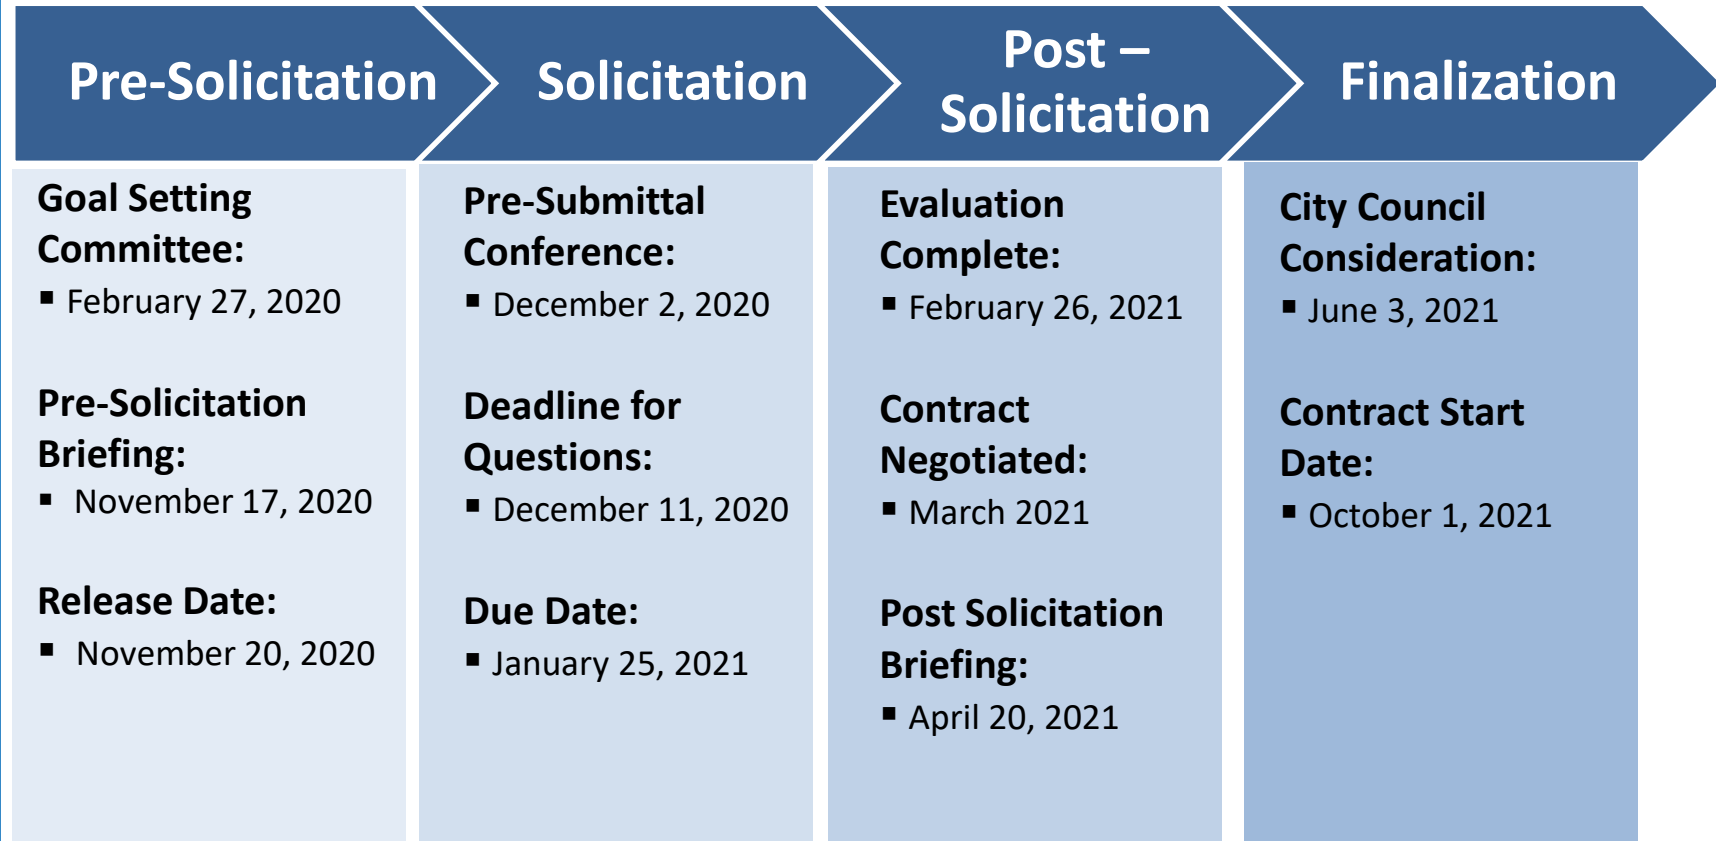 Pre-Solicitation
Solicitation
Post –
Solicitation
Finalization
Goal Setting
Committee:
▪ February 27, 2020
Pre-Solicitation
Briefing:
▪ November 17, 2020
Release Date:
▪ November 20, 2020
Pre-Submittal
Conference:
▪ December 2, 2020
Deadline for
Questions:
▪ December 11, 2020
Due Date:
▪ January 25, 2021
Evaluation
Complete:
▪ February 26, 2021
Contract
Negotiated:
▪ March 2021
Post Solicitation
Briefing:
▪ April 20, 2021
City Council
Consideration:
▪ June 3, 2021
Contract Start
Date:
▪ October 1, 2021